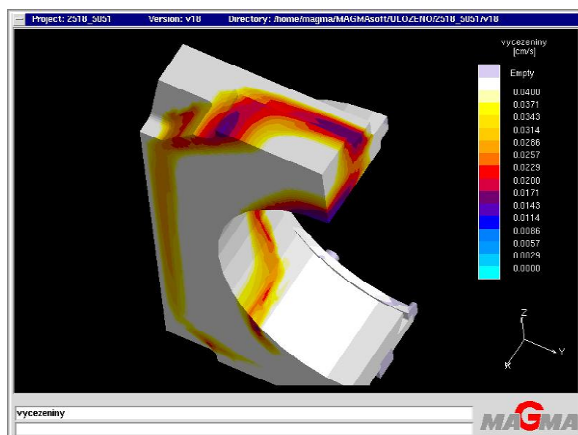 Project: 2518_5051 Version: v18 Directory: /home/magma/MAGMAsoft/ULOZENO/2518_5051/v18
vycezeniny
[cm/s]
Empty
0.0400
0.0371
0.0343
0.0314
0.0286
0.0257
0.0229
0.0200
0.0171
0.0143
0.0114
0.0086
0.0057
0.0029
0.0000
Z
Y
X
vycezeniny
MAGMA